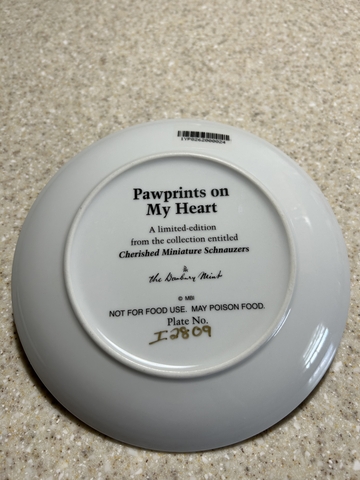 Pawprints on
My Heart
A limited-edition
from the collection entitled
Cherished Miniature Schnauzers
&
the Danbury Mint
© MBI
NOT FOR FOOD USE. MAY POISON FOOD.
Plate No.
I2809